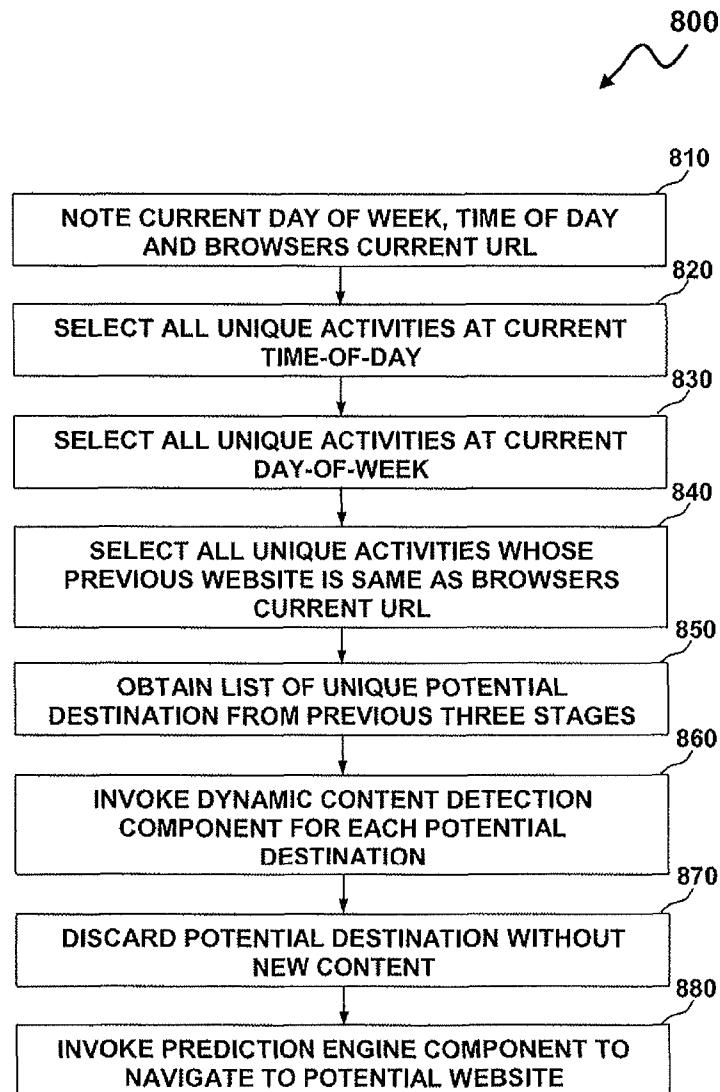 800
810
NOTE CURRENT DAY OF WEEK, TIME OF DAY
AND BROWSERS CURRENT URL
820
SELECT ALL UNIQUE ACTIVITIES AT CURRENT
TIME-OF-DAY
830
SELECT ALL UNIQUE ACTIVITIES AT CURRENT
DAY-OF-WEEK
840
SELECT ALL UNIQUE ACTIVITIES WHOSE
PREVIOUS WEBSITE IS SAME AS BROWSERS
CURRENT URL
850
OBTAIN LIST OF UNIQUE POTENTIAL
DESTINATION FROM PREVIOUS THREE STAGES
860
INVOKE DYNAMIC CONTENT DETECTION
COMPONENT FOR EACH POTENTIAL
DESTINATION
870
DISCARD POTENTIAL DESTINATION WITHOUT
NEW CONTENT
880
INVOKE PREDICTION ENGINE COMPONENT TO
NAVIGATE TO POTENTIAL WEBSITE